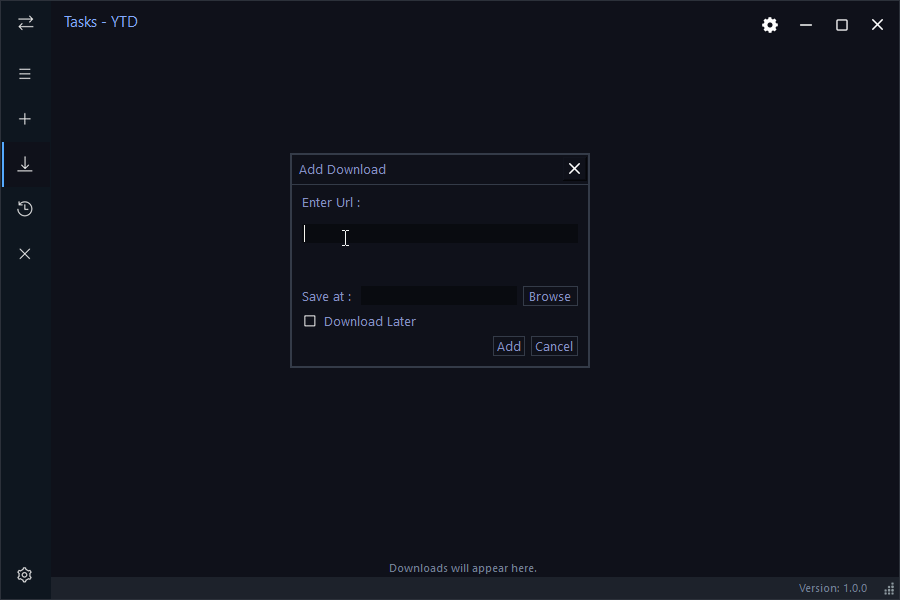 Tasks - YTD
Add Download
Enter Url :
Save at :
Browse
Download Later
Add
Cancel
Downloads will appear here.
Version: 1.0.0